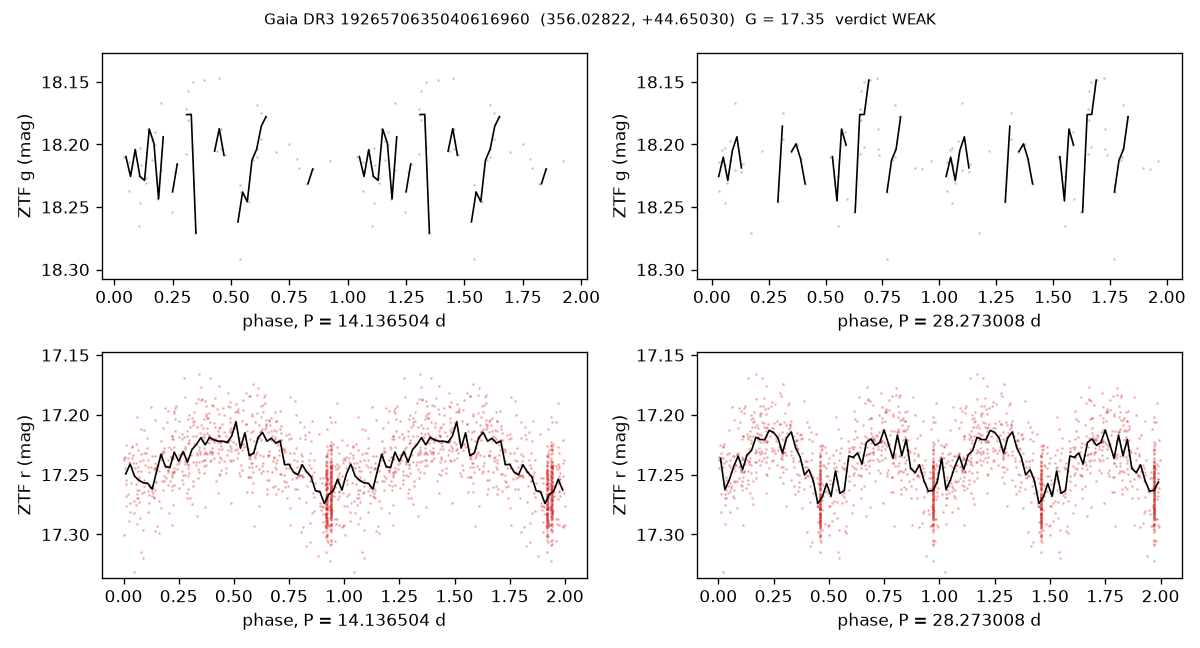 Gaia DR3 1926570635040616960 (356.02822, +44.65030) G = 17.35 verdict WEAK
ZTF g (mag)
18.15
18.20
18.25
18.30
0.00 0.25 0.50 0.75 1.00 1.25 1.50 1.75 2.00
phase, P = 14.136504 d
ZTF g (mag)
18.15
18.20
18.25
18.30
0.00 0.25 0.50 0.75 1.00 1.25 1.50 1.75 2.00
phase, P = 28.273008 d
ZTF r (mag)
17.15
17.20
17.25
17.30
0.00 0.25 0.50 0.75 1.00 1.25 1.50 1.75 2.00
phase, P = 14.136504 d
ZTF r (mag)
17.15
17.20
17.25
17.30
0.00 0.25 0.50 0.75 1.00 1.25 1.50 1.75 2.00
phase, P = 28.273008 d